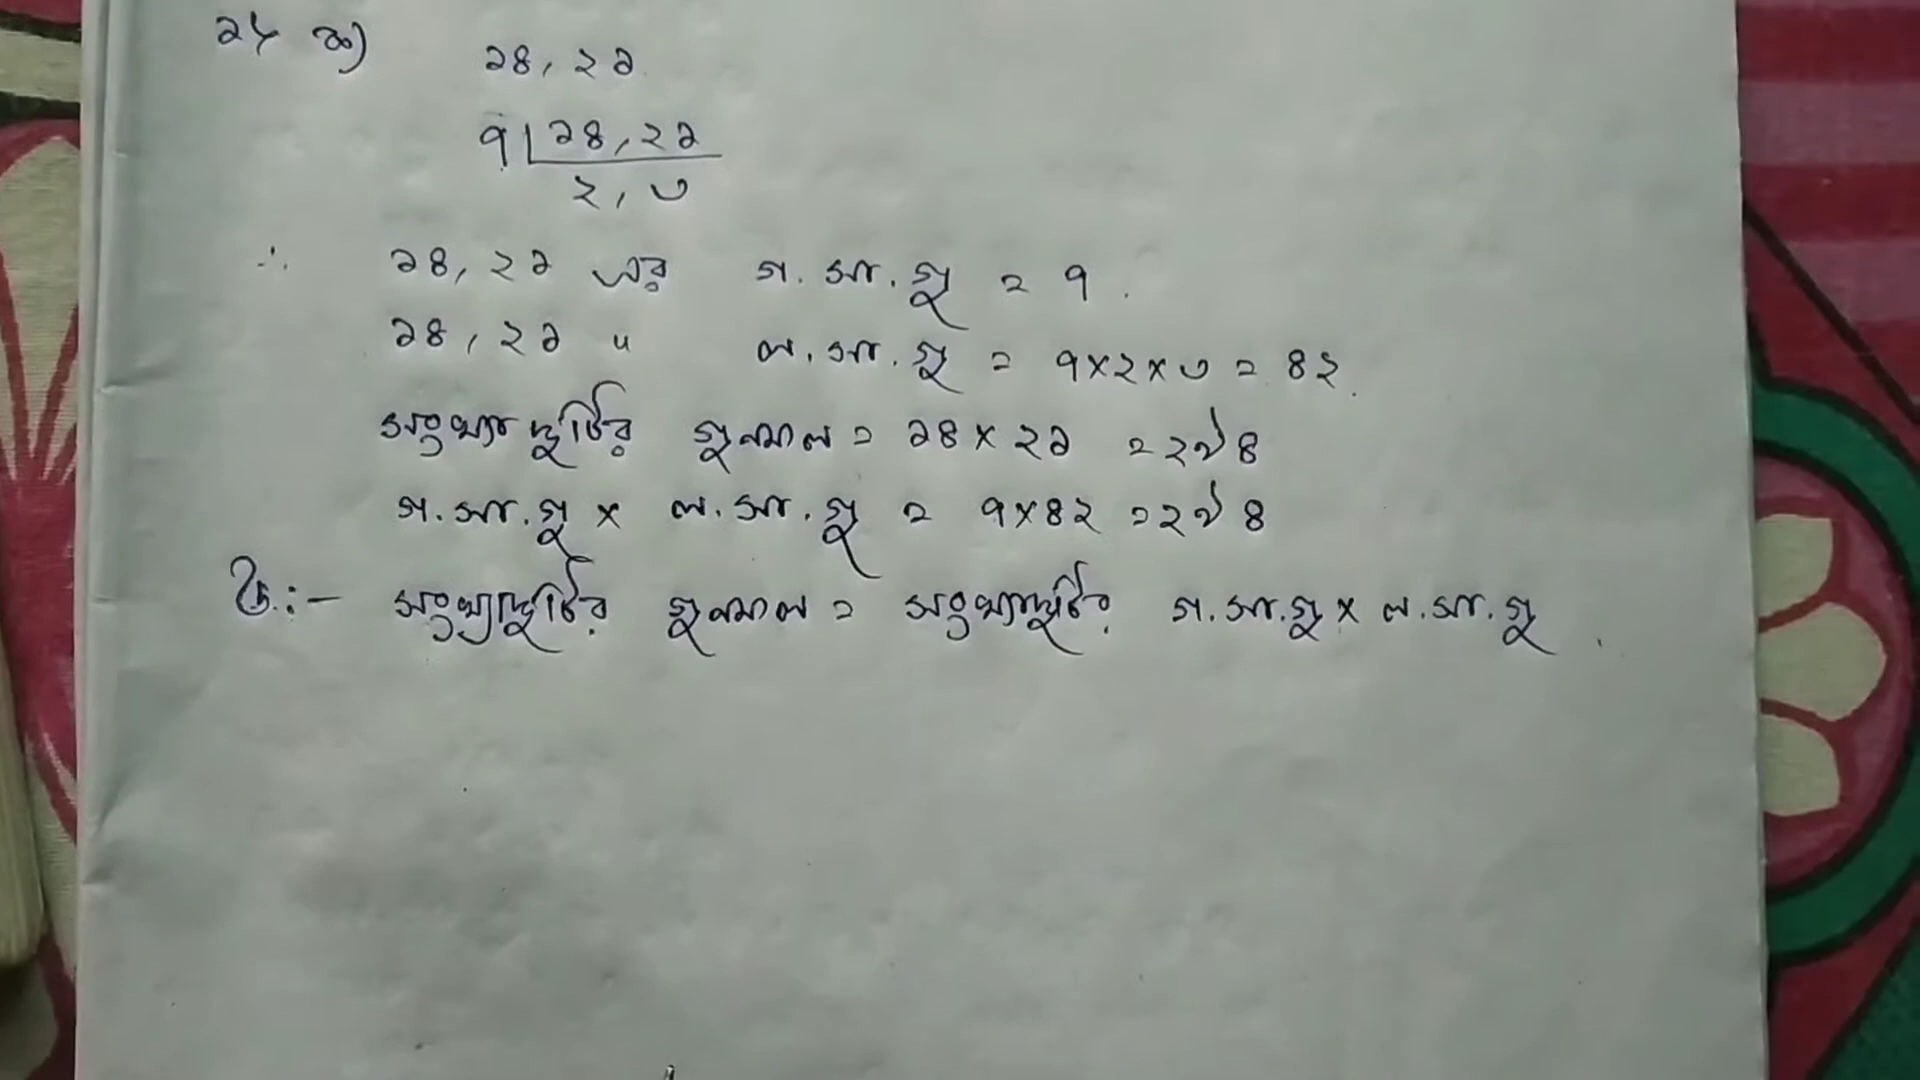 ১৮ ক)
১৪, ২১
৭ | ১৪, ২১
২, ৩
∴ ১৪, ২১ এর গ.সা.গু = ৭.
১৪, ২১ " ল.সা.গু = ৭×২×৩ = ৪২.
সংখ্যা দুটির গুনফল = ১৪×২১ = ২৯৪
গ.সা.গু × ল.সা.গু = ৭×৪২ = ২৯৪
উঃ:- সংখ্যাদুটির গুনফল = সংখ্যাদুটির গ.সা.গু × ল.সা.গু.